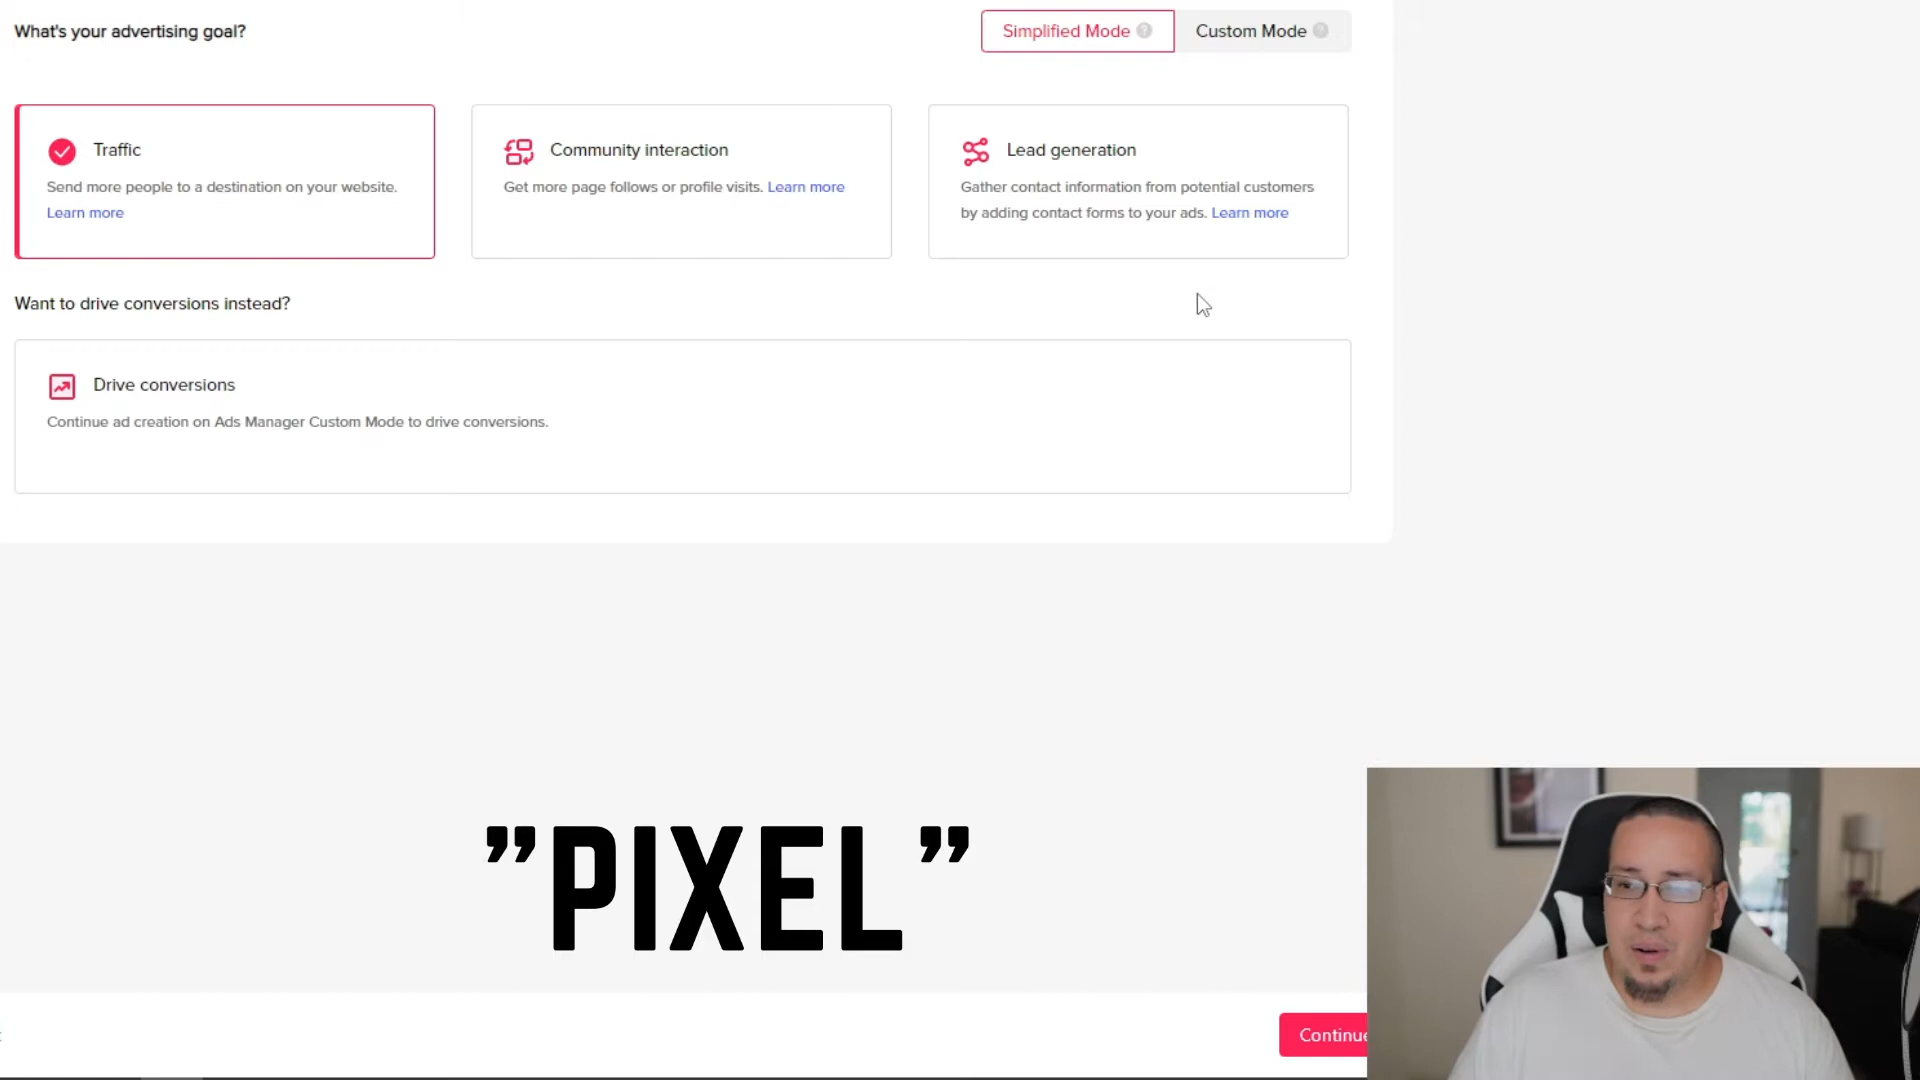 What's your advertising goal?
Simplified Mode
Custom Mode
Traffic
Send more people to a destination on your website.
Learn more
Community interaction
Get more page follows or profile visits. Learn more
Lead generation
Gather contact information from potential customers
by adding contact forms to your ads. Learn more
Want to drive conversions instead?
Drive conversions
Continue ad creation on Ads Manager Custom Mode to drive conversions.
"PIXEL"
Continue